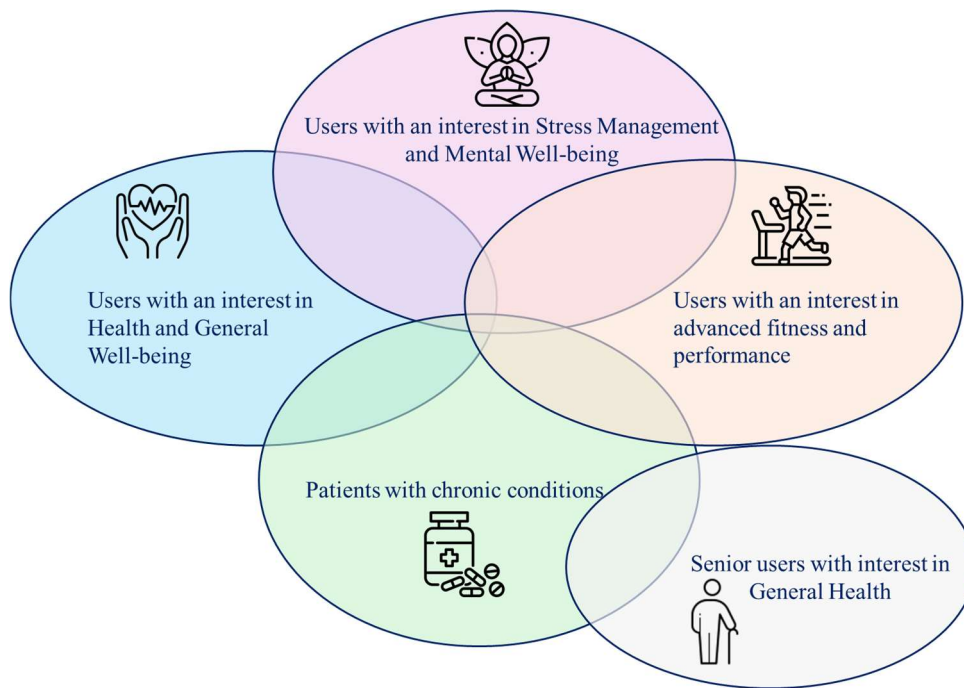 Users with an interest in Stress Management
and Mental Well-being
Users with an interest in
Health and General
Well-being
Users with an interest in
advanced fitness and
performance
Patients with chronic conditions
Senior users with interest in
General Health